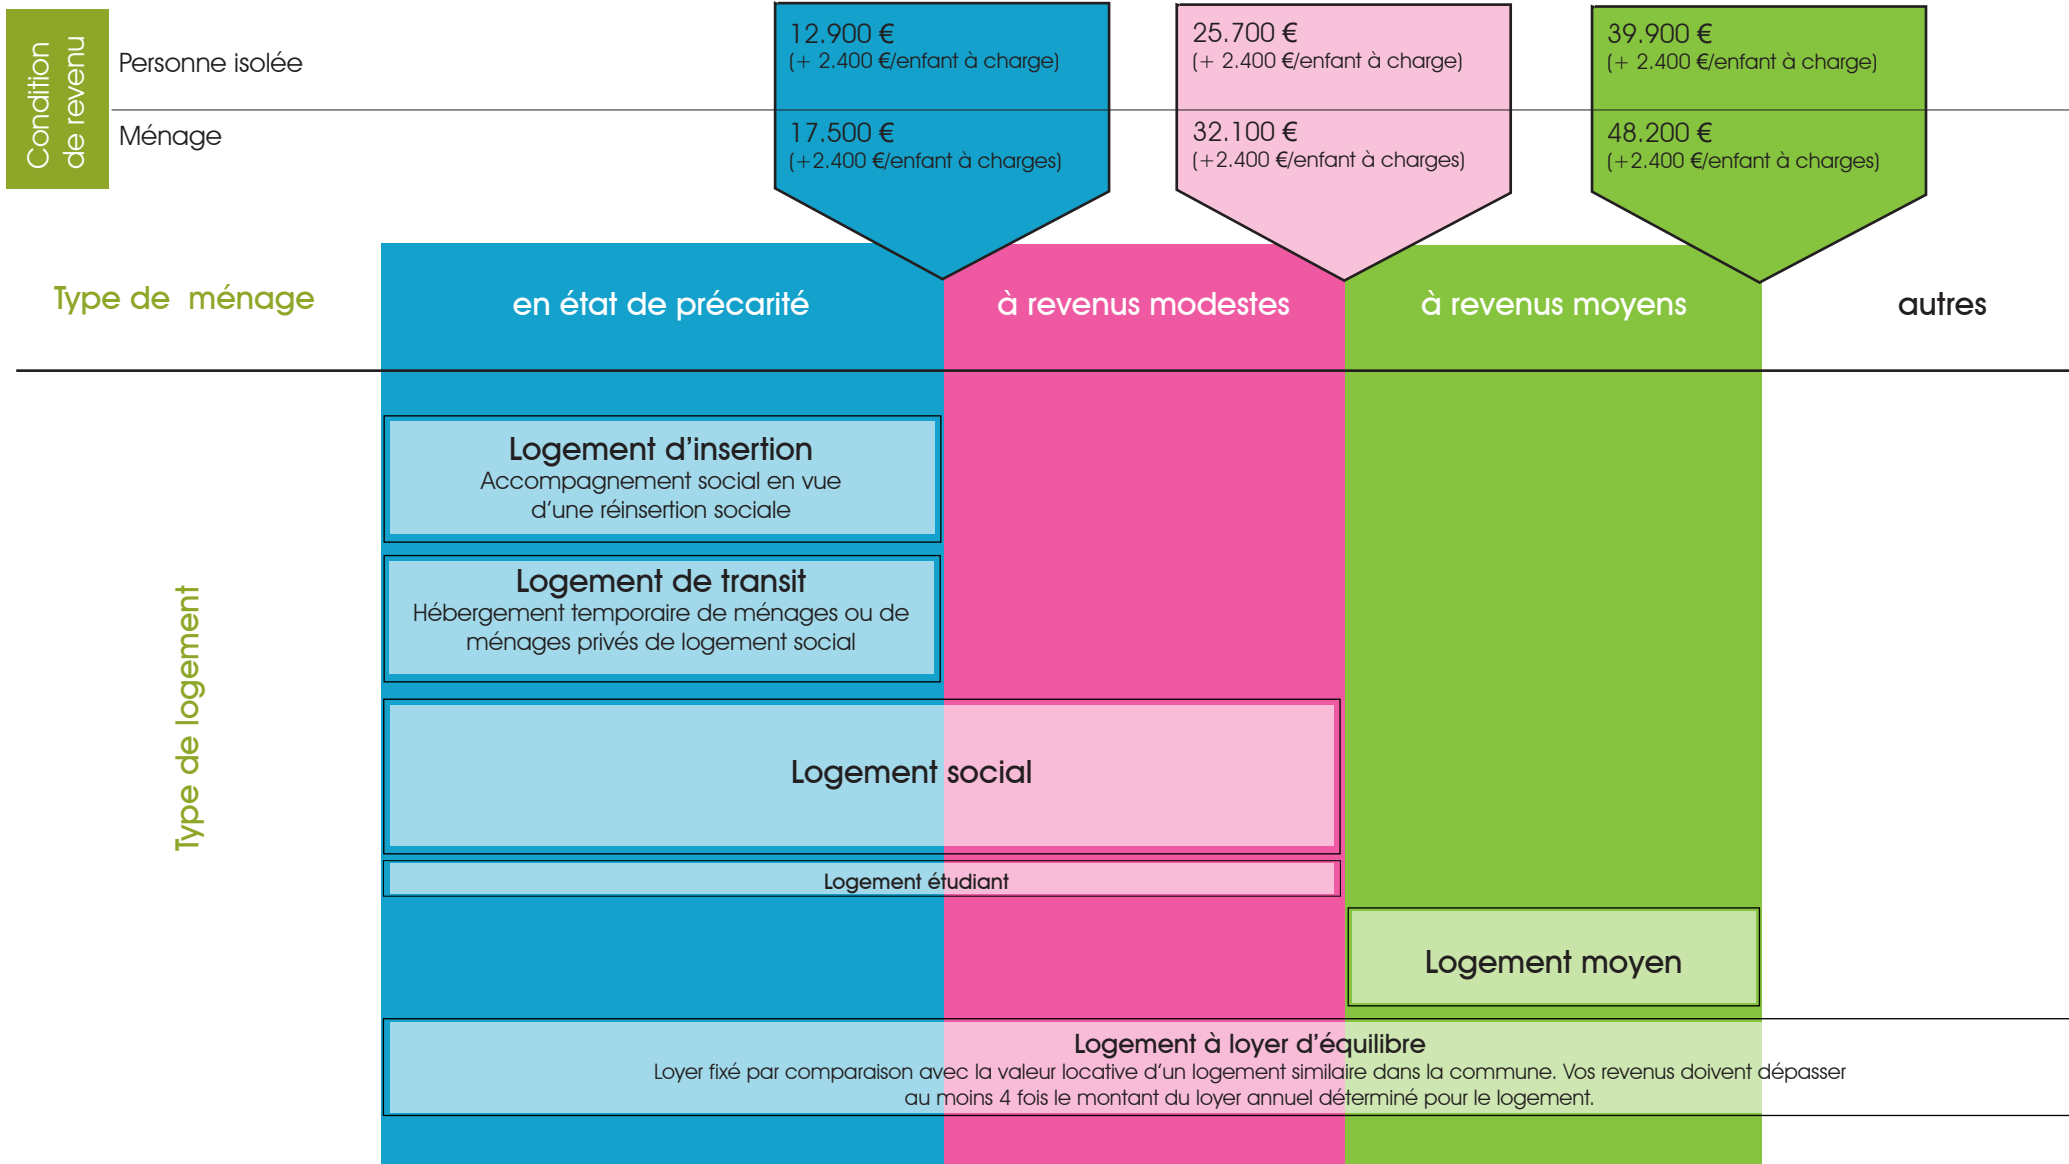 Condition
de revenu
Personne isolée
12.900 €
(+ 2.400 €/enfant à charge)
25.700 €
(+ 2.400 €/enfant à charge)
39.900 €
(+ 2.400 €/enfant à charge)
Ménage
17.500 €
(+2.400 €/enfant à charges)
32.100 €
(+2.400 €/enfant à charges)
48.200 €
(+2.400 €/enfant à charges)
Type de ménage
en état de précarité
à revenus modestes
à revenus moyens
autres
Type de logement
Logement d’insertion
Accompagnement social en vue
d’une réinsertion sociale
Logement de transit
Hébergement temporaire de ménages ou de
ménages privés de logement social
Logement social
Logement étudiant
Logement moyen
Logement à loyer d’équilibre
Loyer fixé par comparaison avec la valeur locative d’un logement similaire dans la commune. Vos revenus doivent dépasser
au moins 4 fois le montant du loyer annuel déterminé pour le logement.